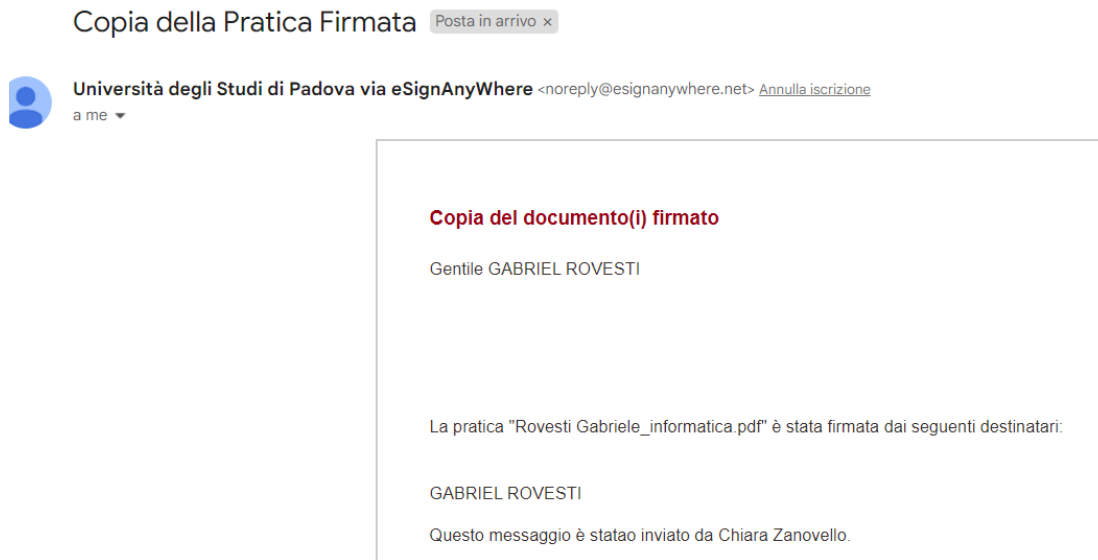 Copia della Pratica Firmata Posta in arrivo ×
Università degli Studi di Padova via eSignAnyWhere <noreply@esignanywhere.net> Annulla iscrizione
a me
Copia del documento(i) firmato
Gentile GABRIEL ROVESTI
La pratica "Rovesti Gabriele_informatica.pdf" è stata firmata dai seguenti destinatari:
GABRIEL ROVESTI
Questo messaggio è statao inviato da Chiara Zanovello.